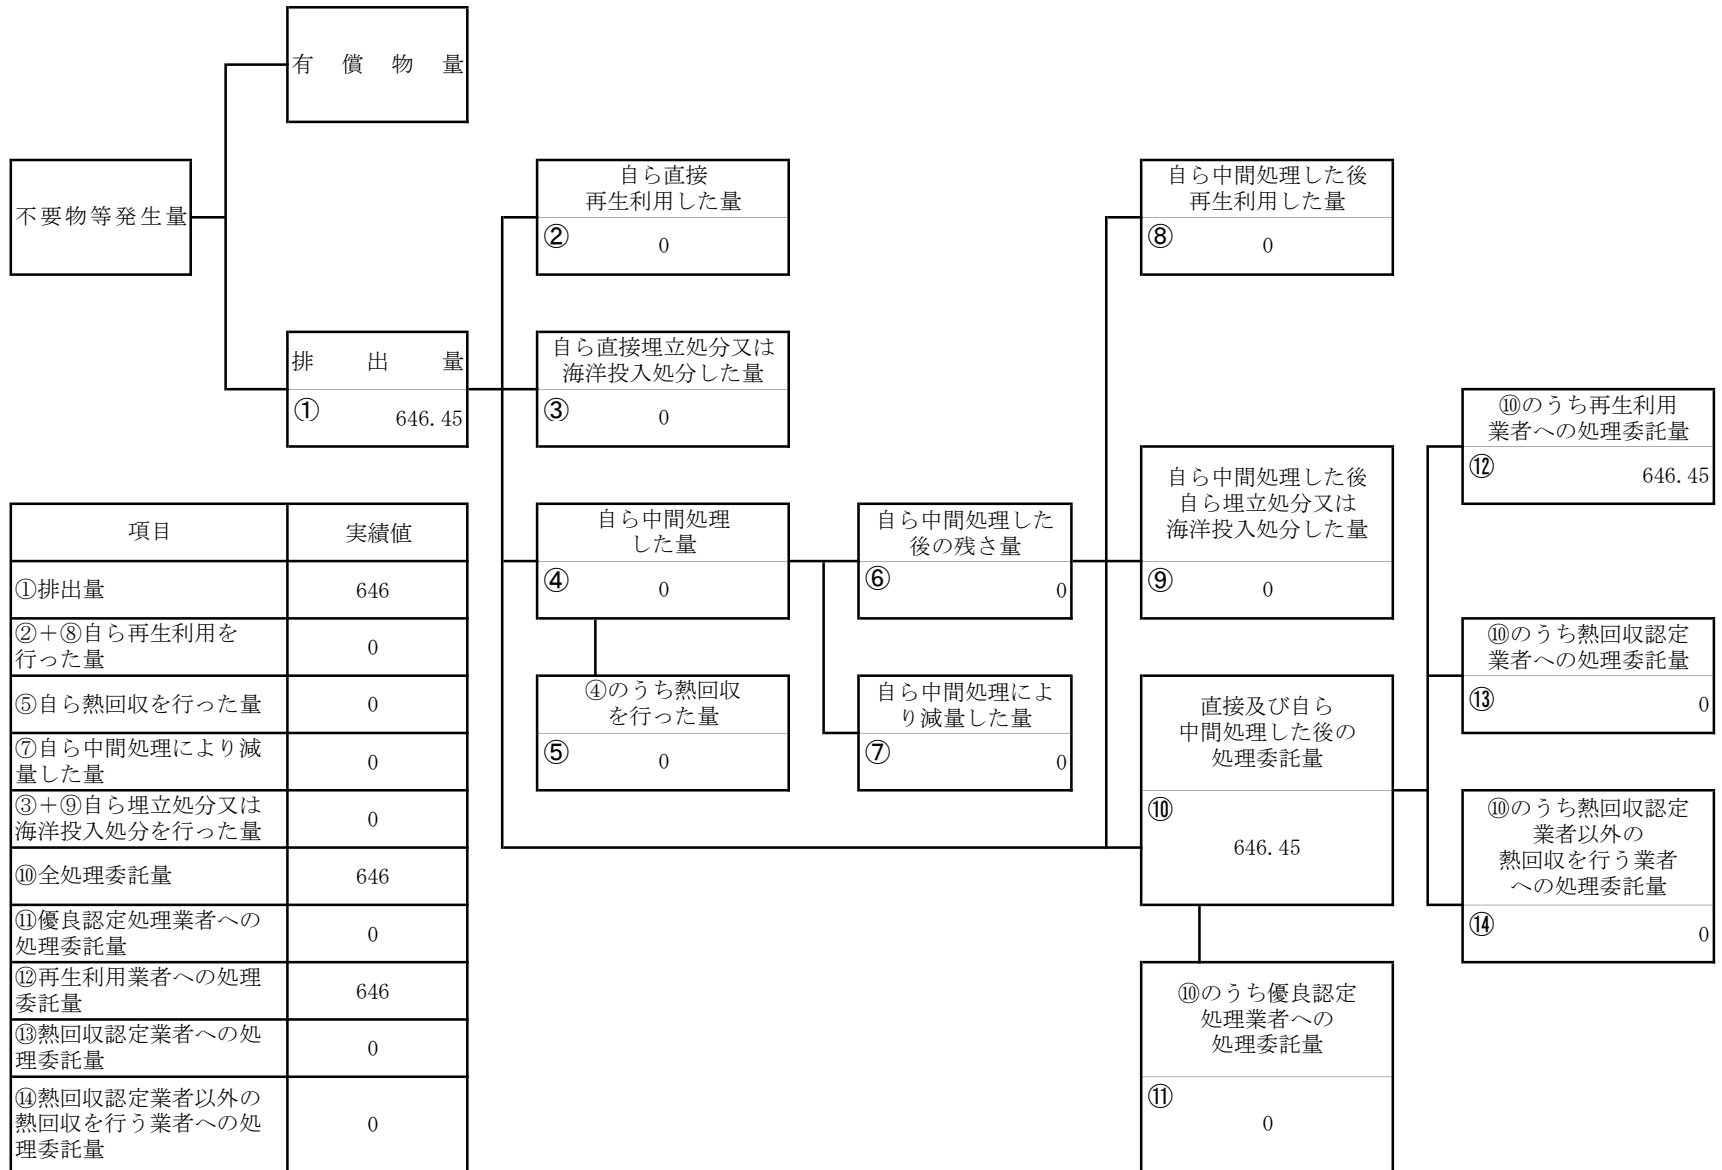 有償物量
不要物等発生量
排出量
①
646.45
自ら直接
再生利用した量
②
0
自ら直接埋立処分又は
海洋投入処分した量
③
0
自ら中間処理
した量
④
0
④のうち熱回収
を行った量
⑤
0
自ら中間処理した
後の残さ量
⑥
0
自ら中間処理によ
り減量した量
⑦
0
自ら中間処理した後
再生利用した量
⑧
0
自ら中間処理した後
自ら埋立処分又は
海洋投入処分した量
⑨
0
直接及び自ら
中間処理した後の
処理委託量
⑩
646.45
⑩のうち優良認定
処理業者への
処理委託量
⑪
0
⑩のうち再生利用
業者への処理委託量
⑫
646.45
⑩のうち熱回収認定
業者への処理委託量
⑬
0
⑩のうち熱回収認定
業者以外の
熱回収を行う業者
への処理委託量
⑭
0
項目 実績値
①排出量 646
②＋⑧自ら再生利用を
行った量 0
⑤自ら熱回収を行った量 0
⑦自ら中間処理により減
量した量 0
③＋⑨自ら埋立処分又は
海洋投入処分を行った量 0
⑩全処理委託量 646
⑪優良認定処理業者への
処理委託量 0
⑫再生利用業者への処理
委託量 646
⑬熱回収認定業者への処
理委託量 0
⑭熱回収認定業者以外の
熱回収を行う業者への処
理委託量 0